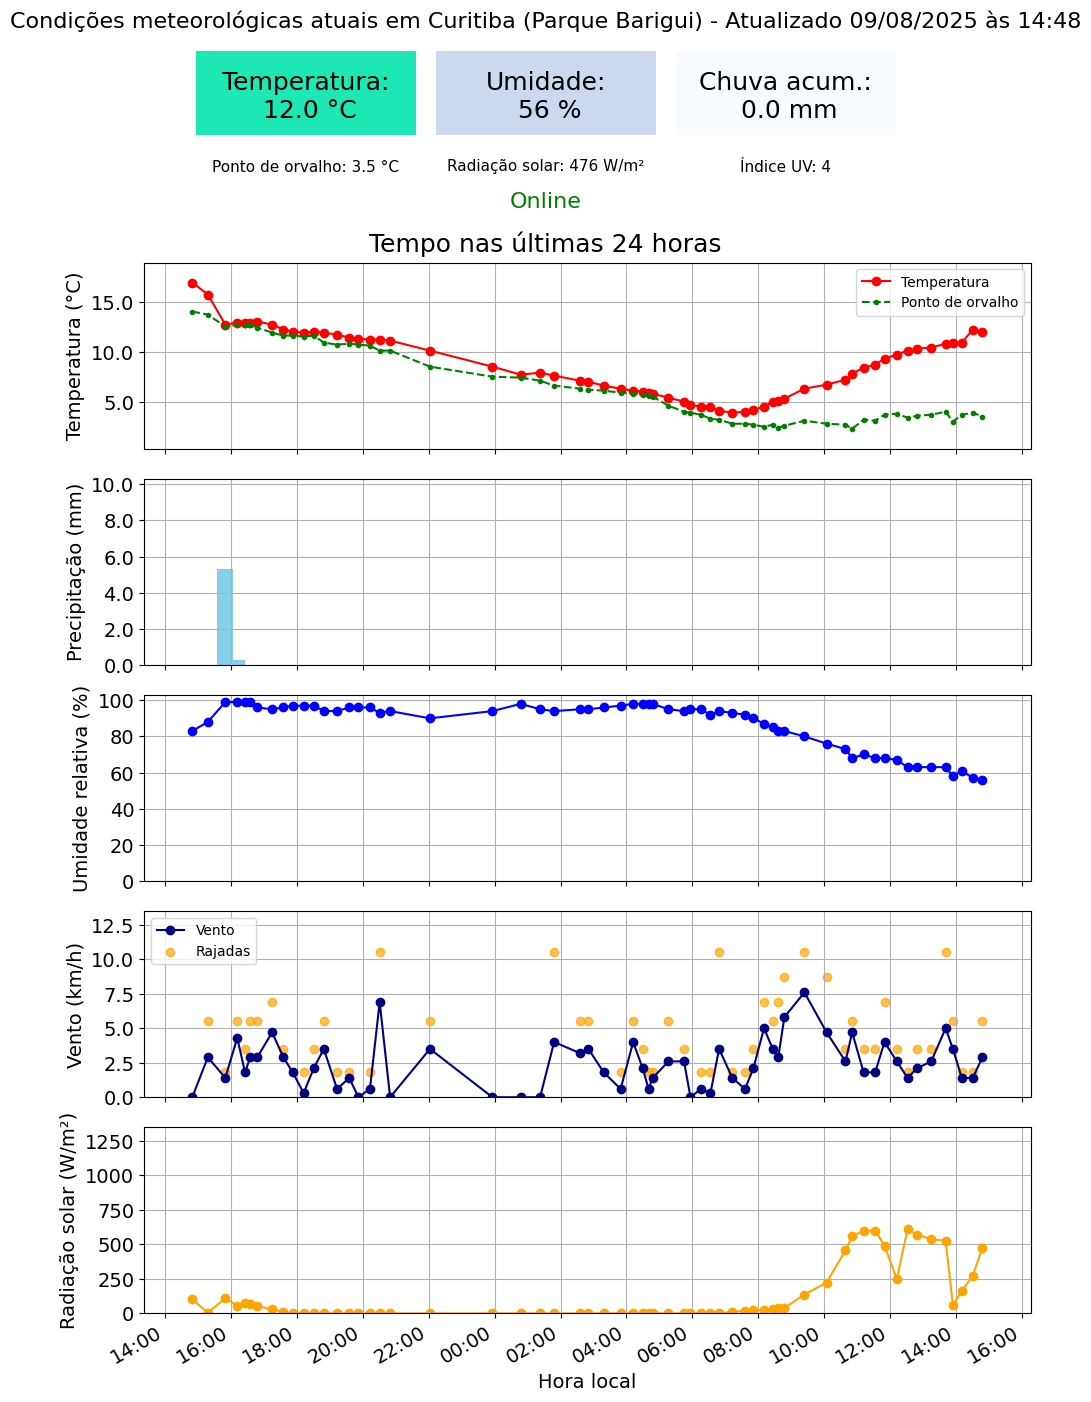 Condições meteorológicas atuais em Curitiba (Parque Barigui) - Atualizado 09/08/2025 às 14:48
Temperatura:
12.0 °C
Umidade:
56 %
Chuva acum.:
0.0 mm
Ponto de orvalho: 3.5 °C
Radiação solar: 476 W/m²
Índice UV: 4
Online
Tempo nas últimas 24 horas
Temperatura (°C)
15.0
10.0
5.0
Temperatura
Ponto de orvalho
Precipitação (mm)
10.0
8.0
6.0
4.0
2.0
0.0
Umidade relativa (%)
100
80
60
40
20
0
Vento (km/h)
12.5
10.0
7.5
5.0
2.5
0.0
Vento
Rajadas
Radiação solar (W/m²)
1250
1000
750
500
250
0
14:00
16:00
18:00
20:00
22:00
00:00
02:00
04:00
06:00
08:00
10:00
12:00
14:00
16:00
Hora local